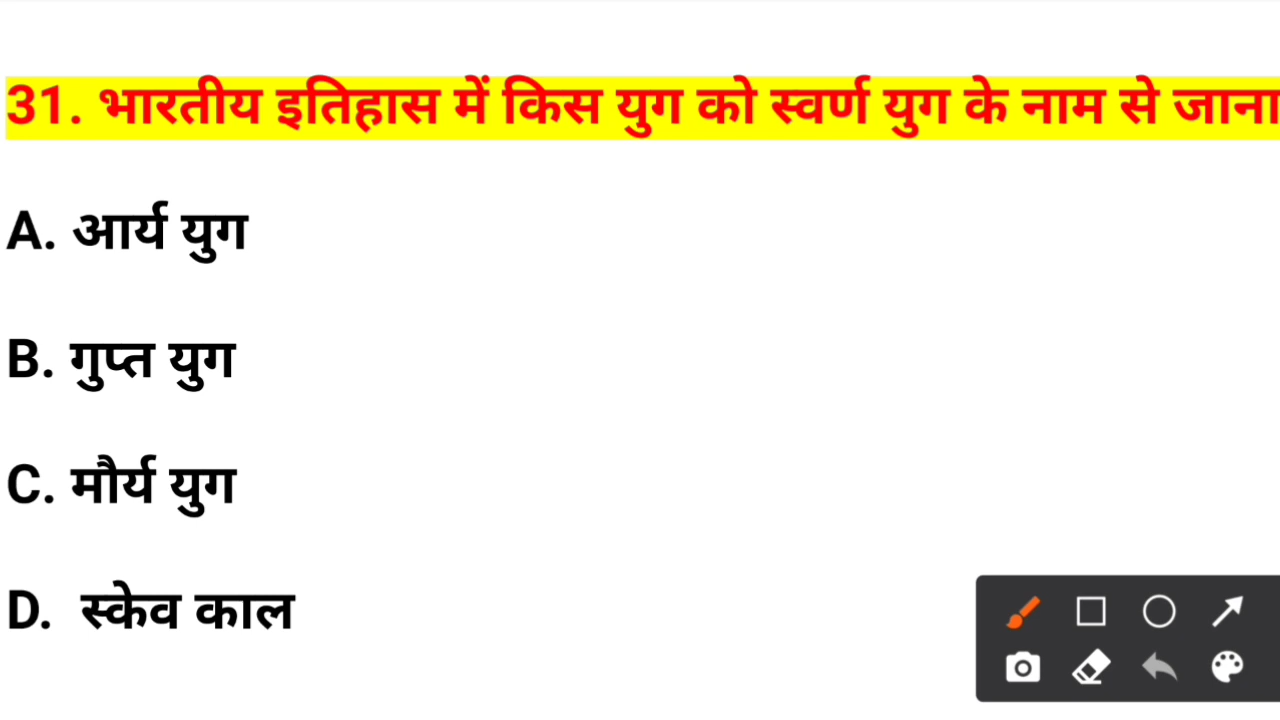 31. भारतीय इतिहास में किस युग को स्वर्ण युग के नाम से जाना
A. आर्य युग
B. गुप्त युग
C. मौर्य युग
D. स्केव काल